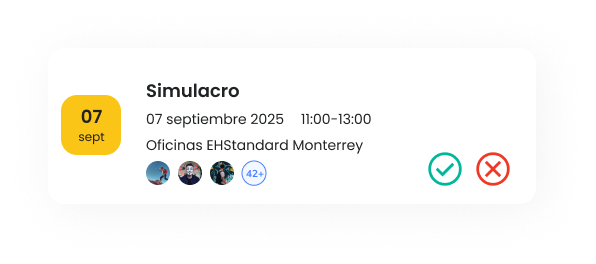 07
sept
Simulacro
07 septiembre 2025 11:00-13:00
Oficinas EHStandard Monterrey
42+